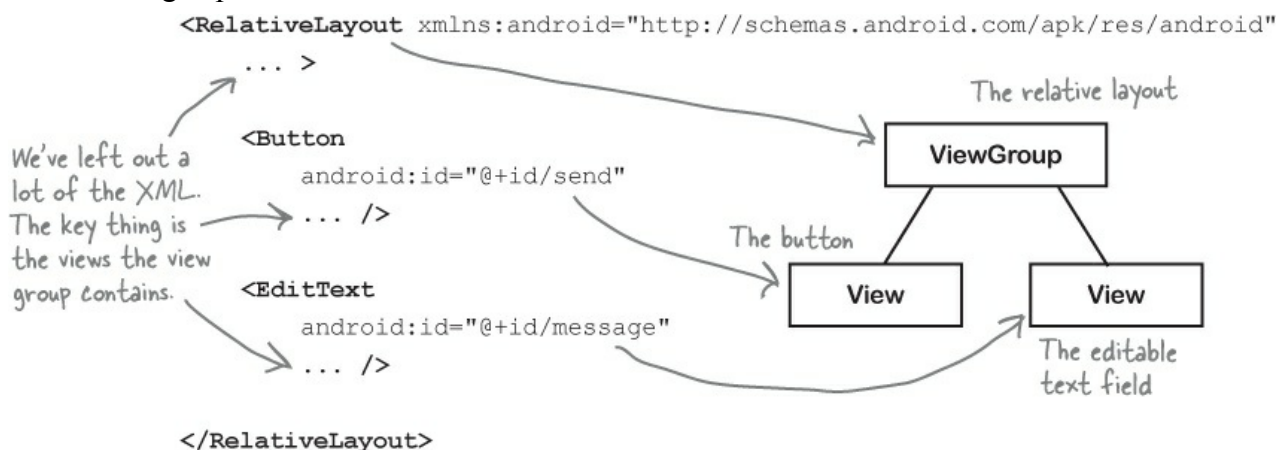 <RelativeLayout xmlns:android="http://schemas.android.com/apk/res/android"
... >
The relative layout
ViewGroup
<Button
android:id="@+id/send"
... />
We've left out a
lot of the XML.
The key thing is
the views the view
group contains.
The button
View
View
<EditText
android:id="@+id/message"
... />
The editable
text field
</RelativeLayout>